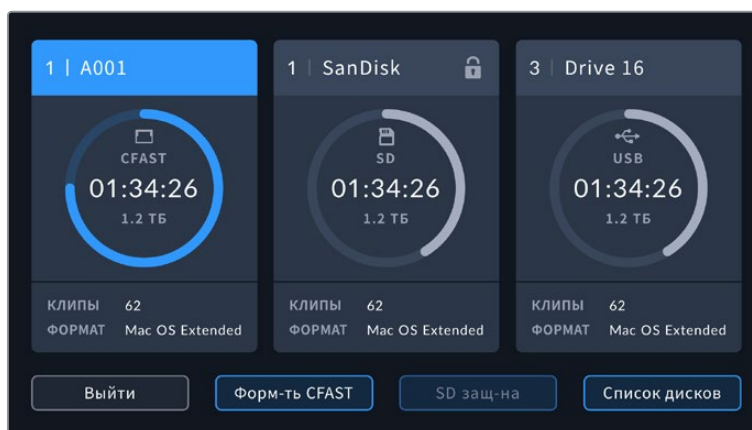 1 | A001
CFAST
01:34:26
1.2 ТБ
КЛИПЫ 62
ФОРМАТ Mac OS Extended
1 | SanDisk
SD
01:34:26
1.2 ТБ
КЛИПЫ 62
ФОРМАТ Mac OS Extended
3 | Drive 16
USB
01:34:26
1.2 ТБ
КЛИПЫ 62
ФОРМАТ Mac OS Extended
Выйти
Форм-ть CFAST
SD защ-на
Список дисков